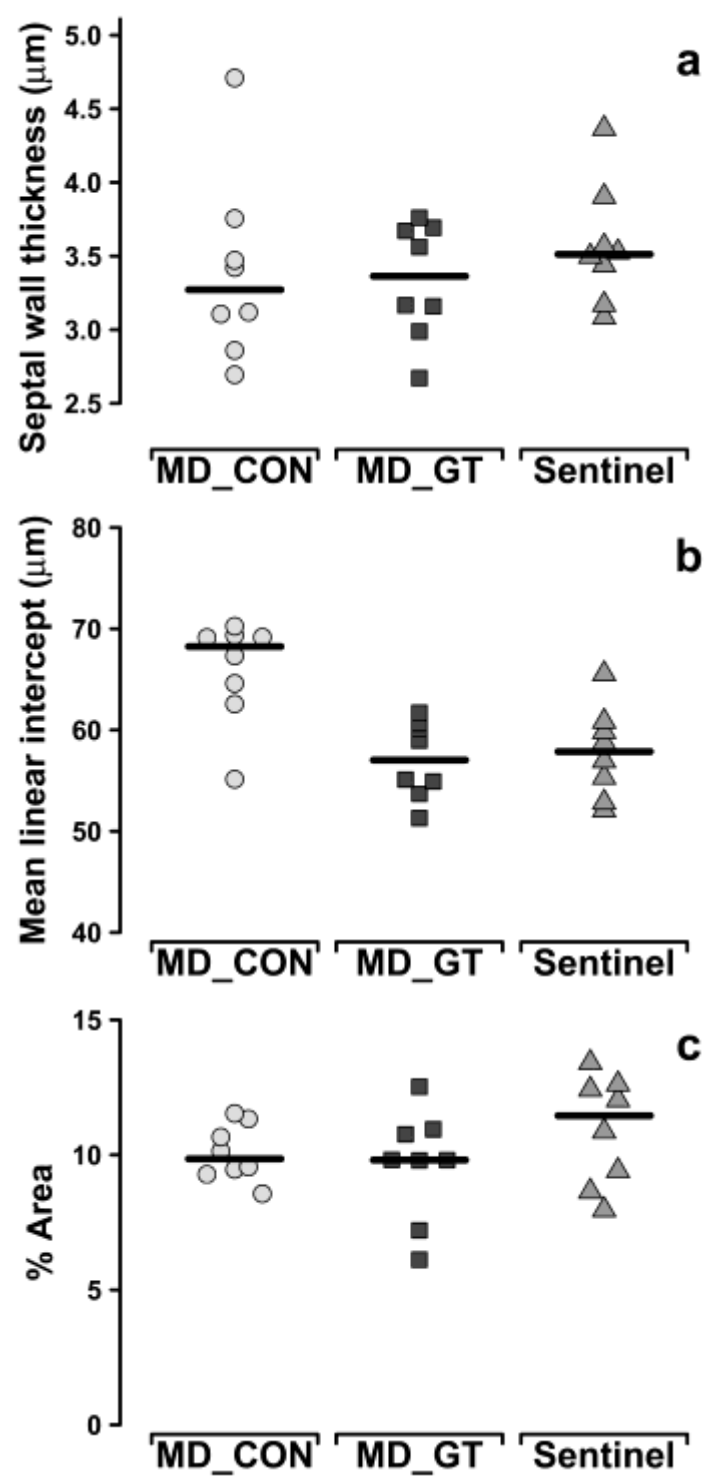 a
Septal wall thickness (μm)
5.0
4.5
4.0
3.5
3.0
2.5
MD_CON MD_GT Sentinel
b
Mean linear intercept (μm)
80
70
60
50
40
MD_CON MD_GT Sentinel
c
% Area
15
10
5
0
MD_CON MD_GT Sentinel